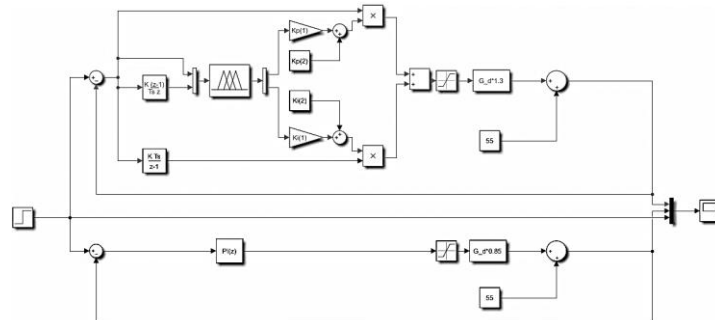 Kp(1)
×
Kp(2)
K (z-1)
Ts z
G_d*1.3
Ki(2)
55
Ki(1)
×
K Ts
z-1
PI(z)
G_d*0.85
55